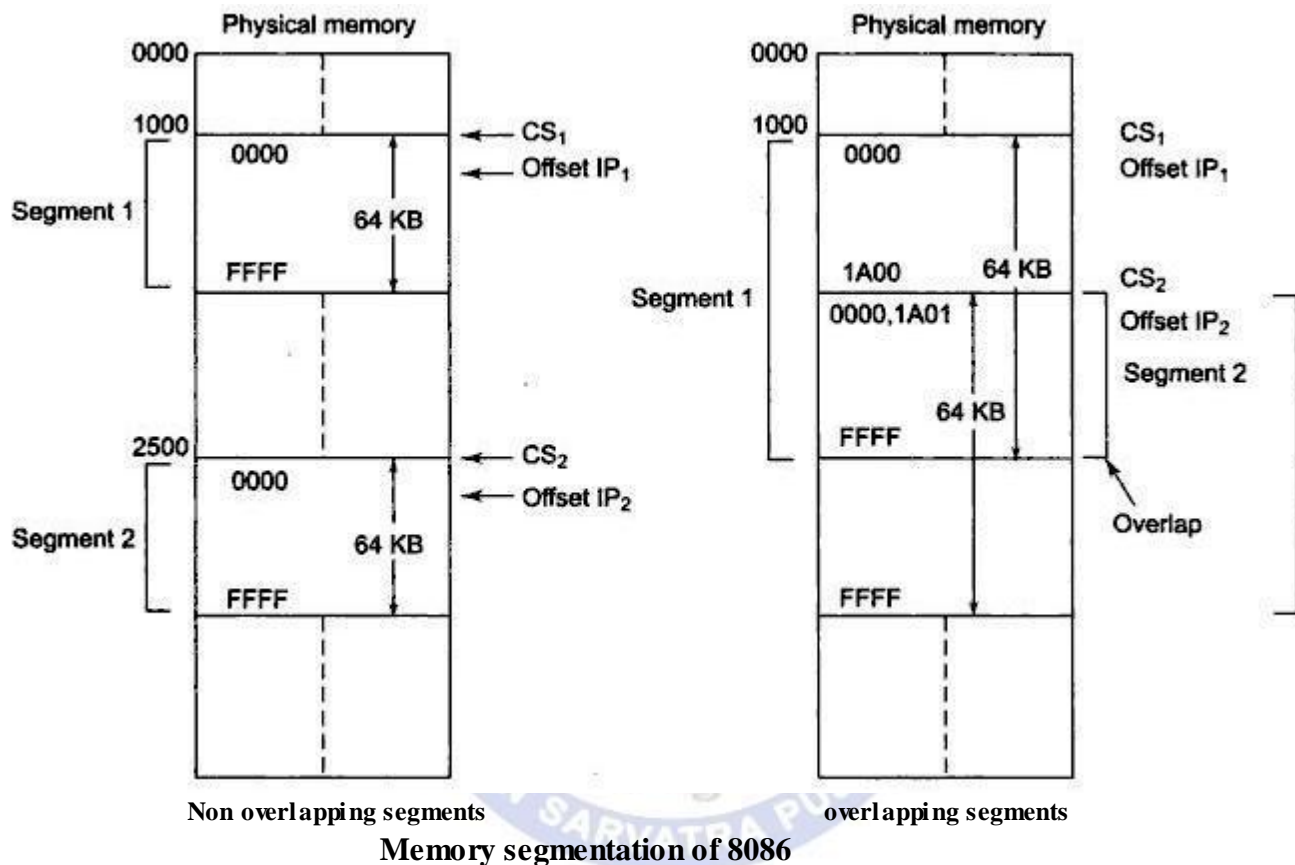 Physical memory
0000
1000
CS₁
0000
Offset IP₁
Segment 1
64 KB
FFFF
2500
CS₂
0000
Offset IP₂
Segment 2
64 KB
FFFF
Non overlapping segments
Physical memory
0000
1000
CS₁
0000
Offset IP₁
1A00
64 KB
CS₂
Segment 1
0000,1A01
Offset IP₂
Segment 2
64 KB
FFFF
Overlap
FFFF
overlapping segments
SARVATRA
Memory segmentation of 8086